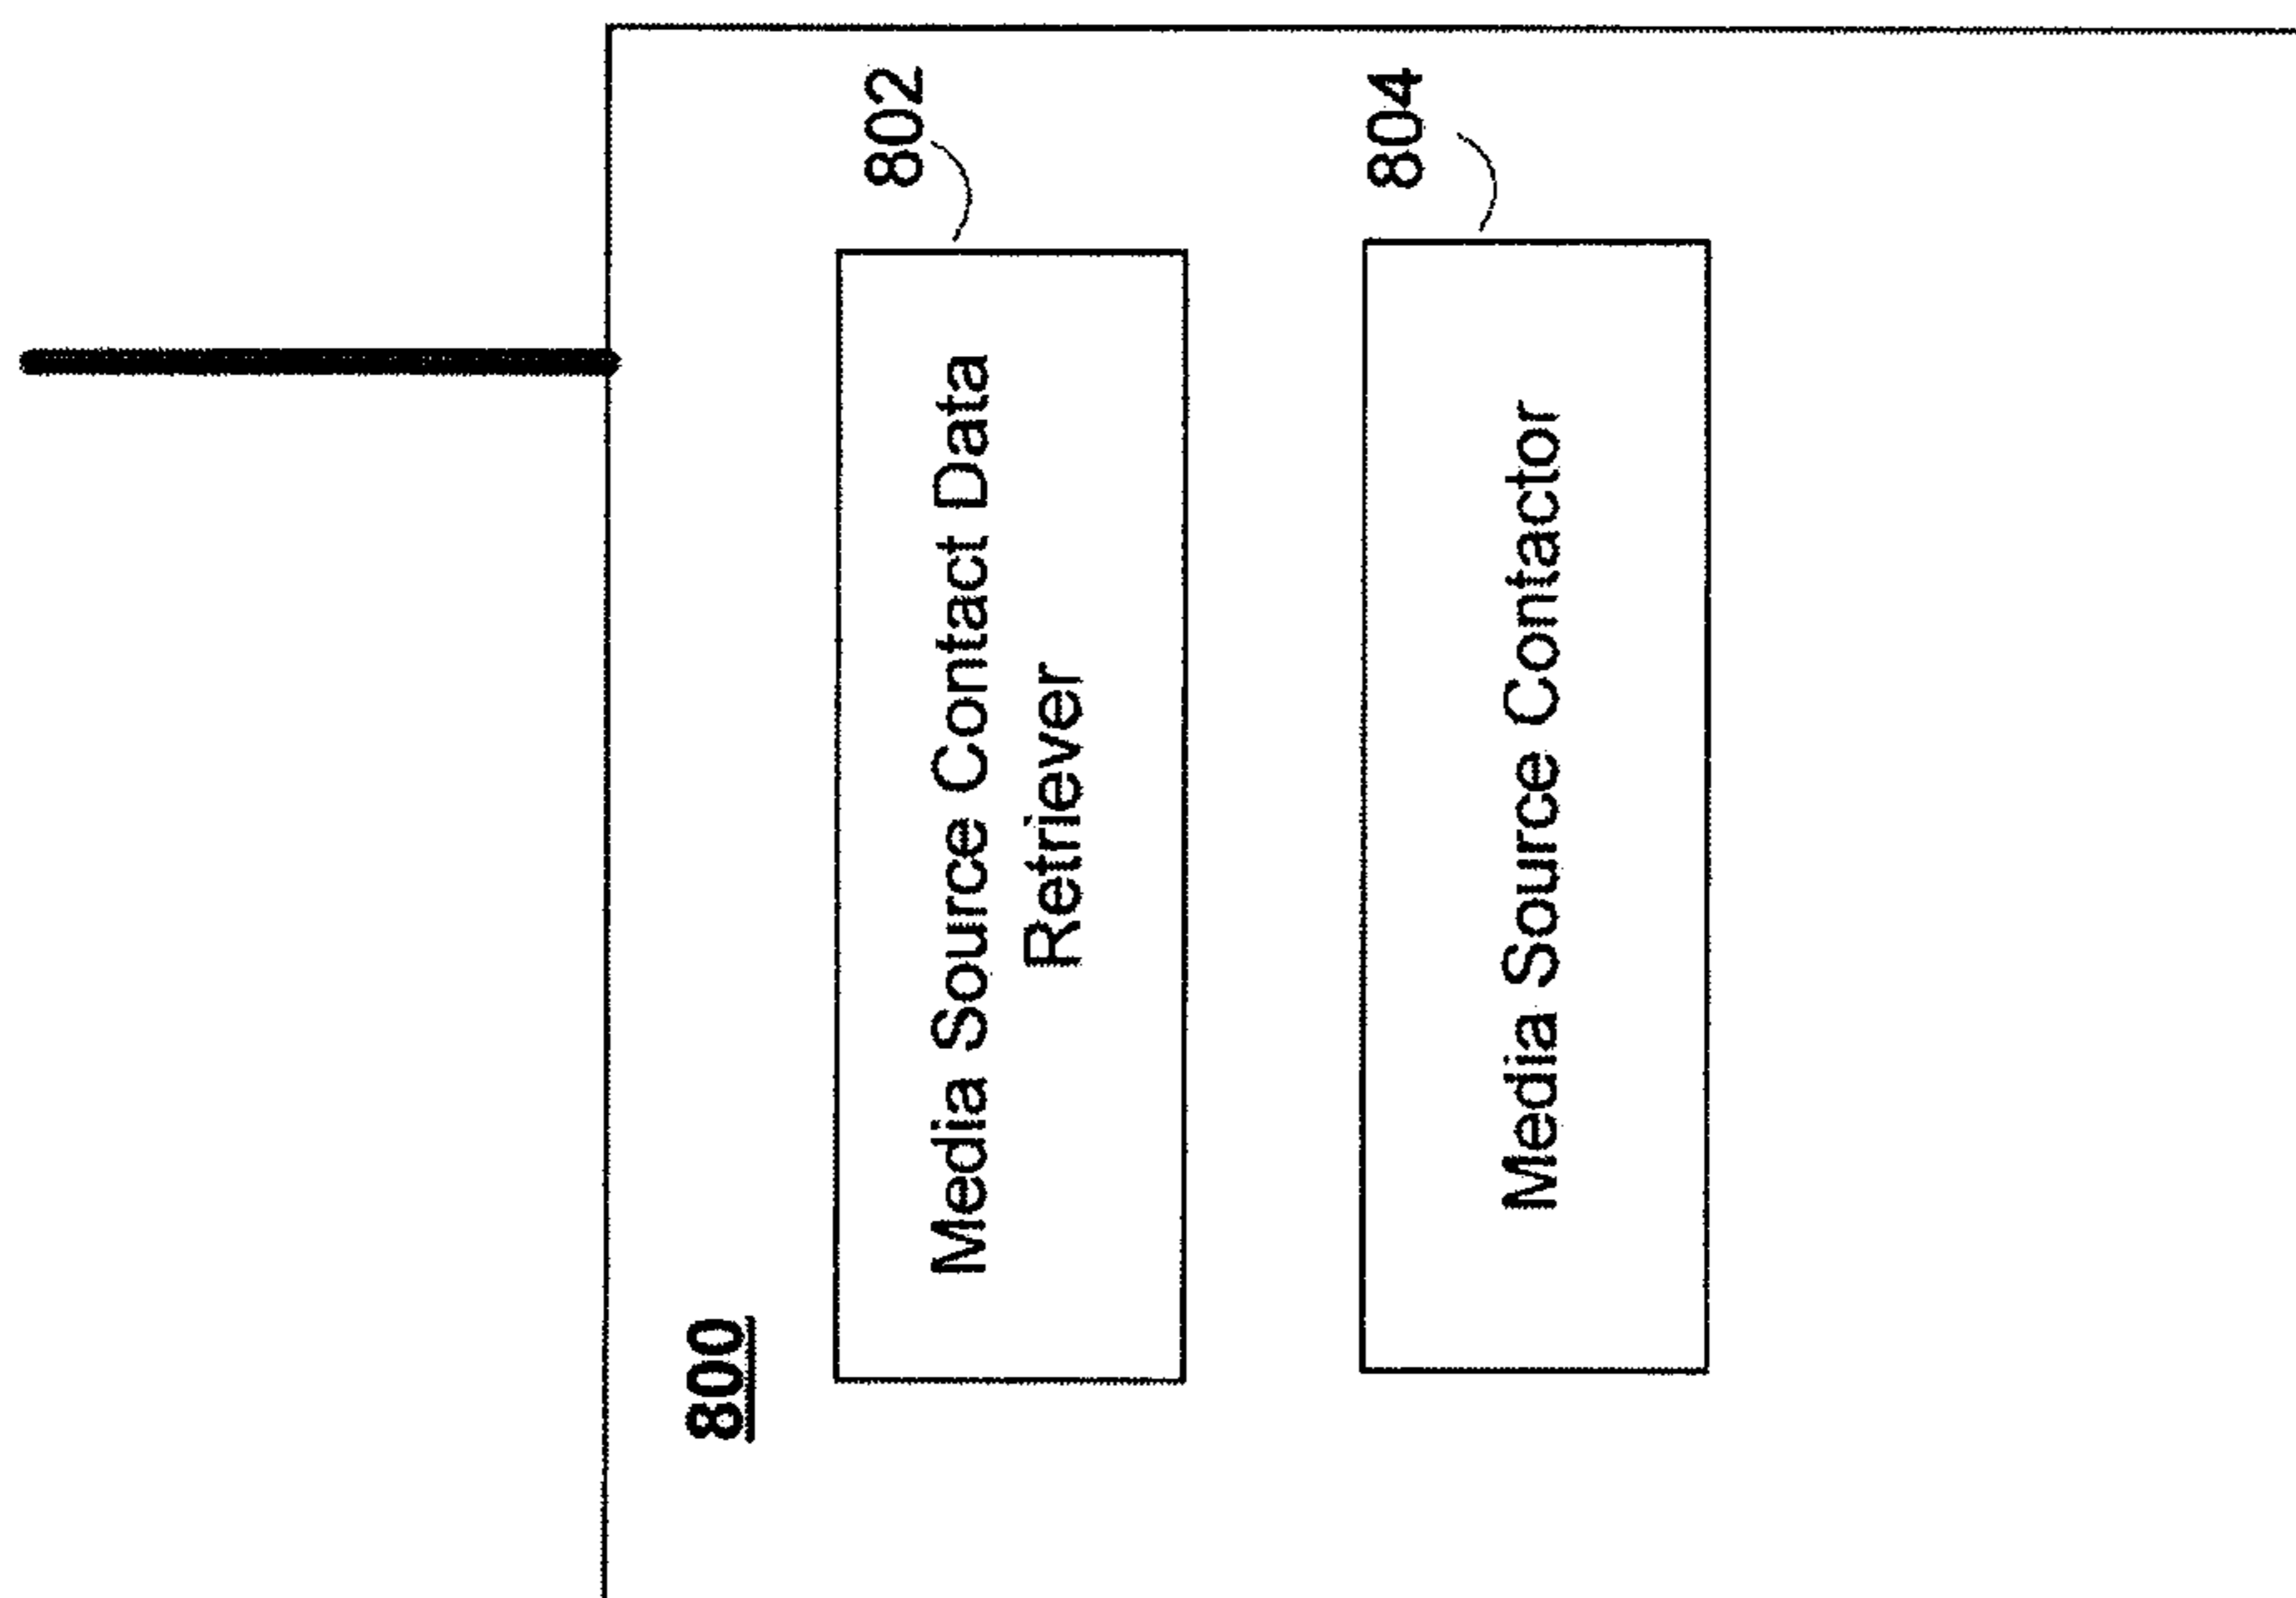 800
802
Media Source Contact Data
Retriever
804
Media Source Contactor